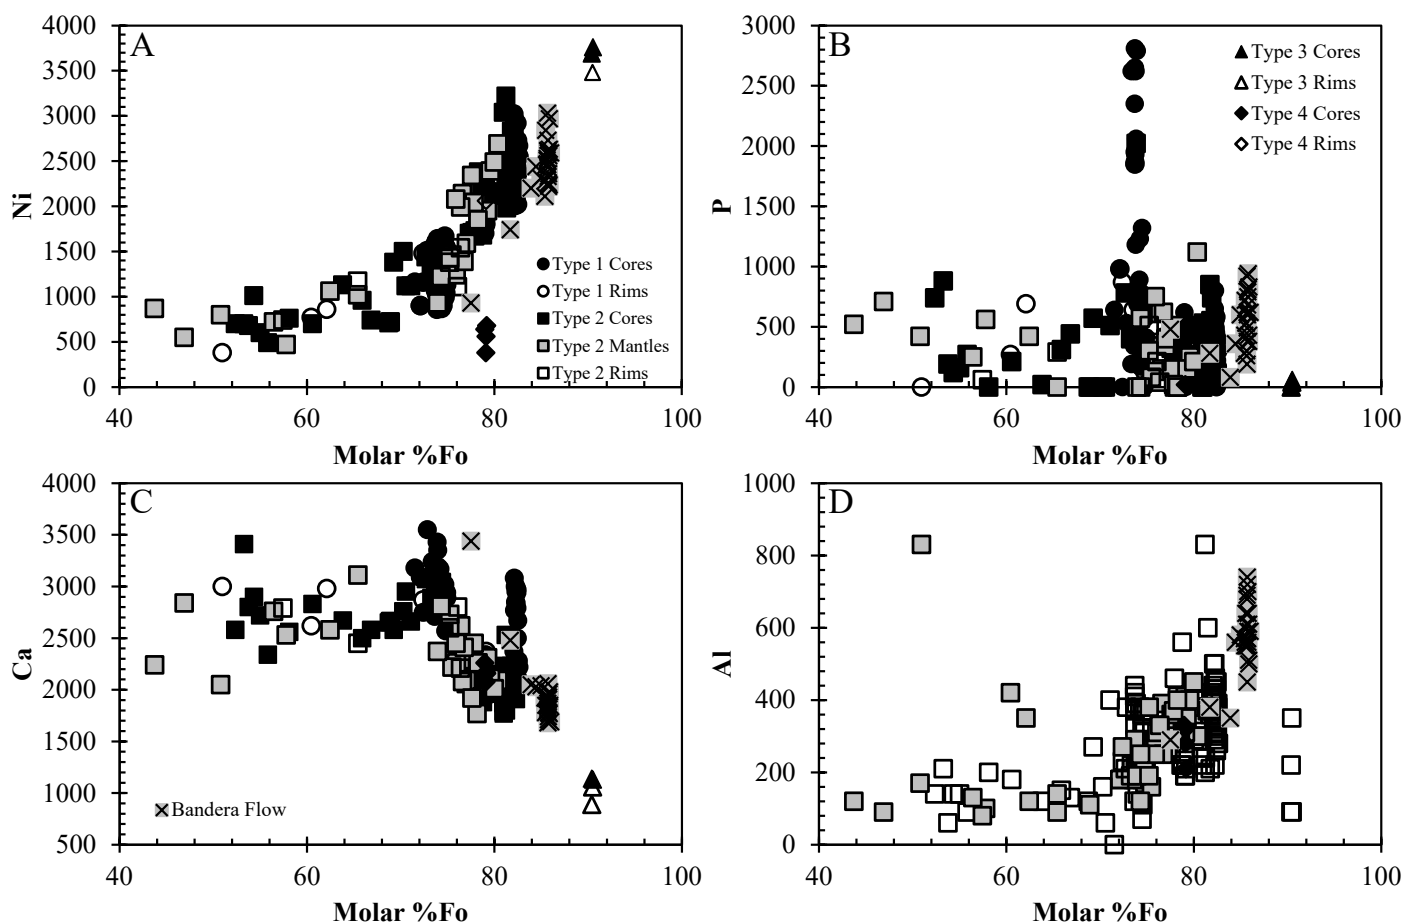 A
4000
3500
3000
2500
2000
1500
1000
500
0
Ni
40
60
80
100
Molar %Fo
Type 1 Cores
Type 1 Rims
Type 2 Cores
Type 2 Mantles
Type 2 Rims
B
3000
2500
2000
1500
1000
500
0
P
40
60
80
100
Molar %Fo
Type 3 Cores
Type 3 Rims
Type 4 Cores
Type 4 Rims
C
4000
3500
3000
2500
2000
1500
1000
500
Ca
40
60
80
100
Molar %Fo
Bandera Flow
D
1000
800
600
400
200
0
Al
40
60
80
100
Molar %Fo